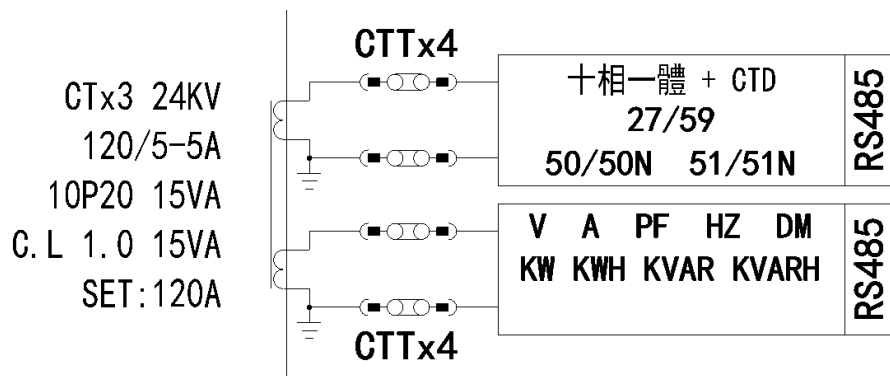 CTTx4
CTx3 24KV
120/5-5A
10P20 15VA
C.L 1.0 15VA
SET:120A
十相一體 + CTD
27/59
50/50N 51/51N
RS485
V A PF HZ DM
KW KWH KVAR KVARH
RS485
CTTx4